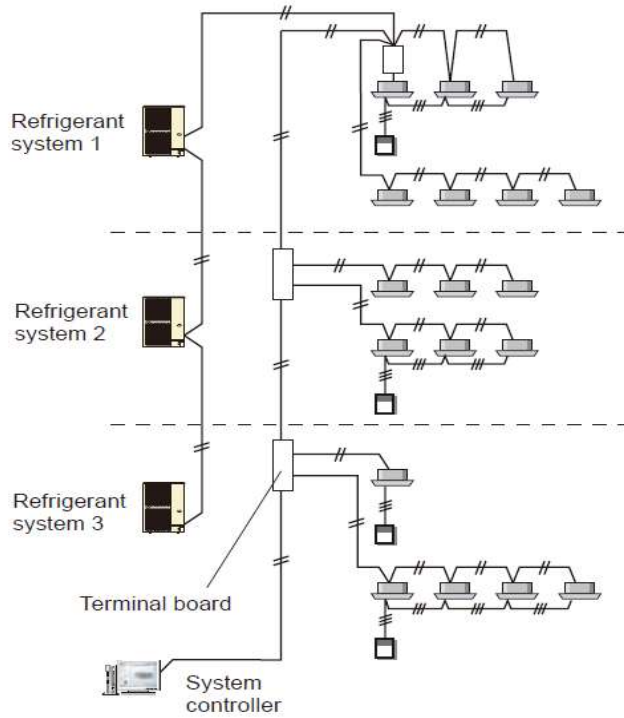 Refrigerant
system 1
Refrigerant
system 2
Refrigerant
system 3
Terminal board
System
controller